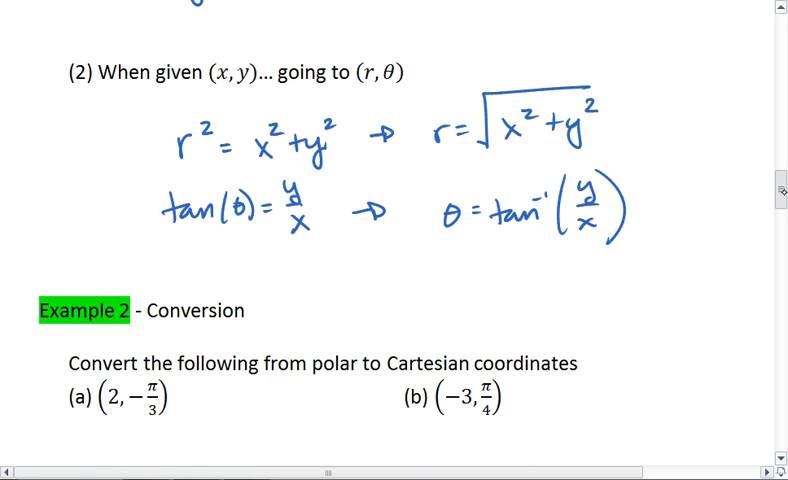 (2) When given (x, y)... going to (r, θ)
r² = x² + y² → r = √(x² + y²)
tan(θ) = y/x → θ = tan⁻¹(y/x)
Example 2 - Conversion
Convert the following from polar to Cartesian coordinates
(a) (2, −π/3) (b) (−3, π/4)